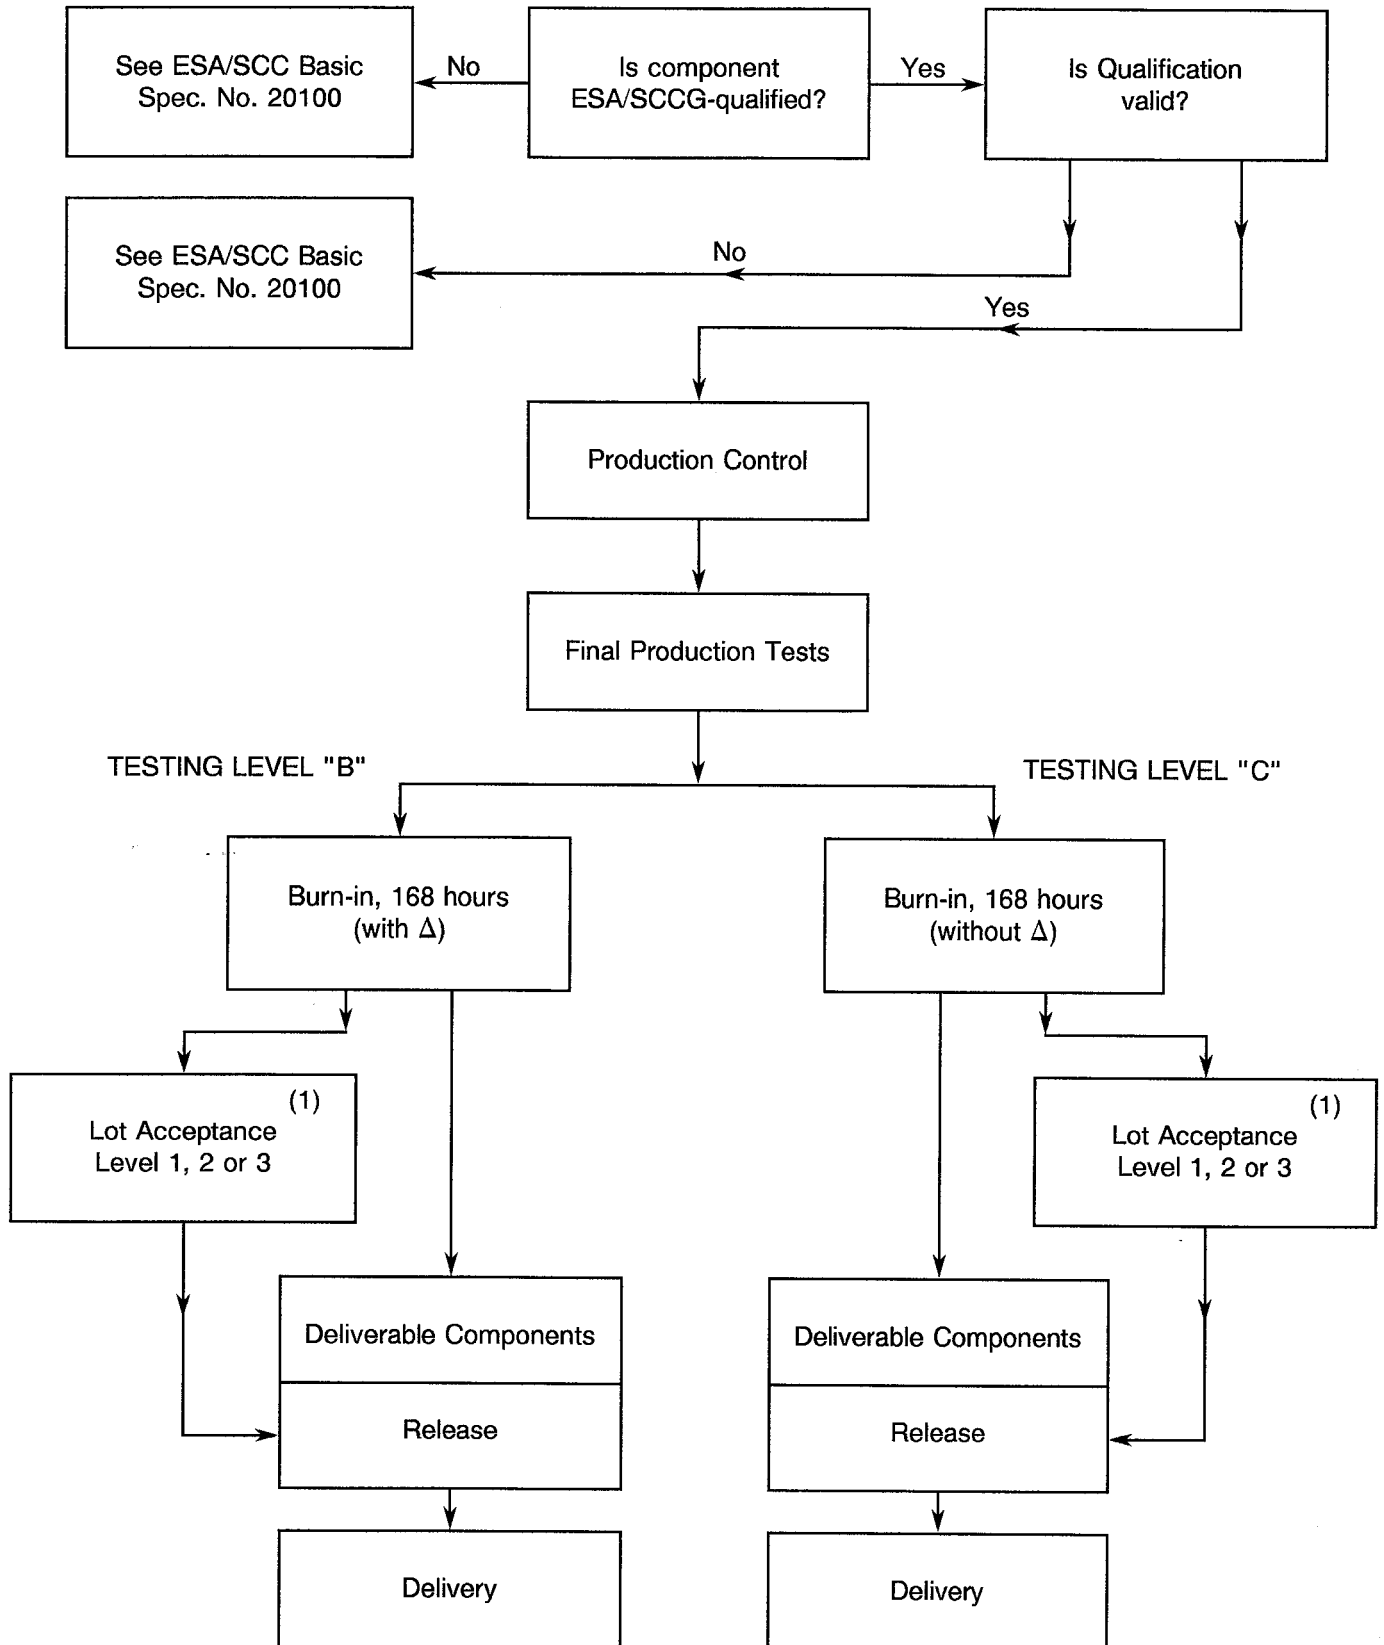 See ESA/SCC Basic
Spec. No. 20100
No
Is component
ESA/SCCG-qualified?
Yes
Is Qualification
valid?
See ESA/SCC Basic
Spec. No. 20100
No
Yes
Production Control
Final Production Tests
TESTING LEVEL "B"
TESTING LEVEL "C"
Burn-in, 168 hours
(with Δ)
Burn-in, 168 hours
(without Δ)
(1)
Lot Acceptance
Level 1, 2 or 3
(1)
Lot Acceptance
Level 1, 2 or 3
Deliverable Components
Release
Deliverable Components
Release
Delivery
Delivery